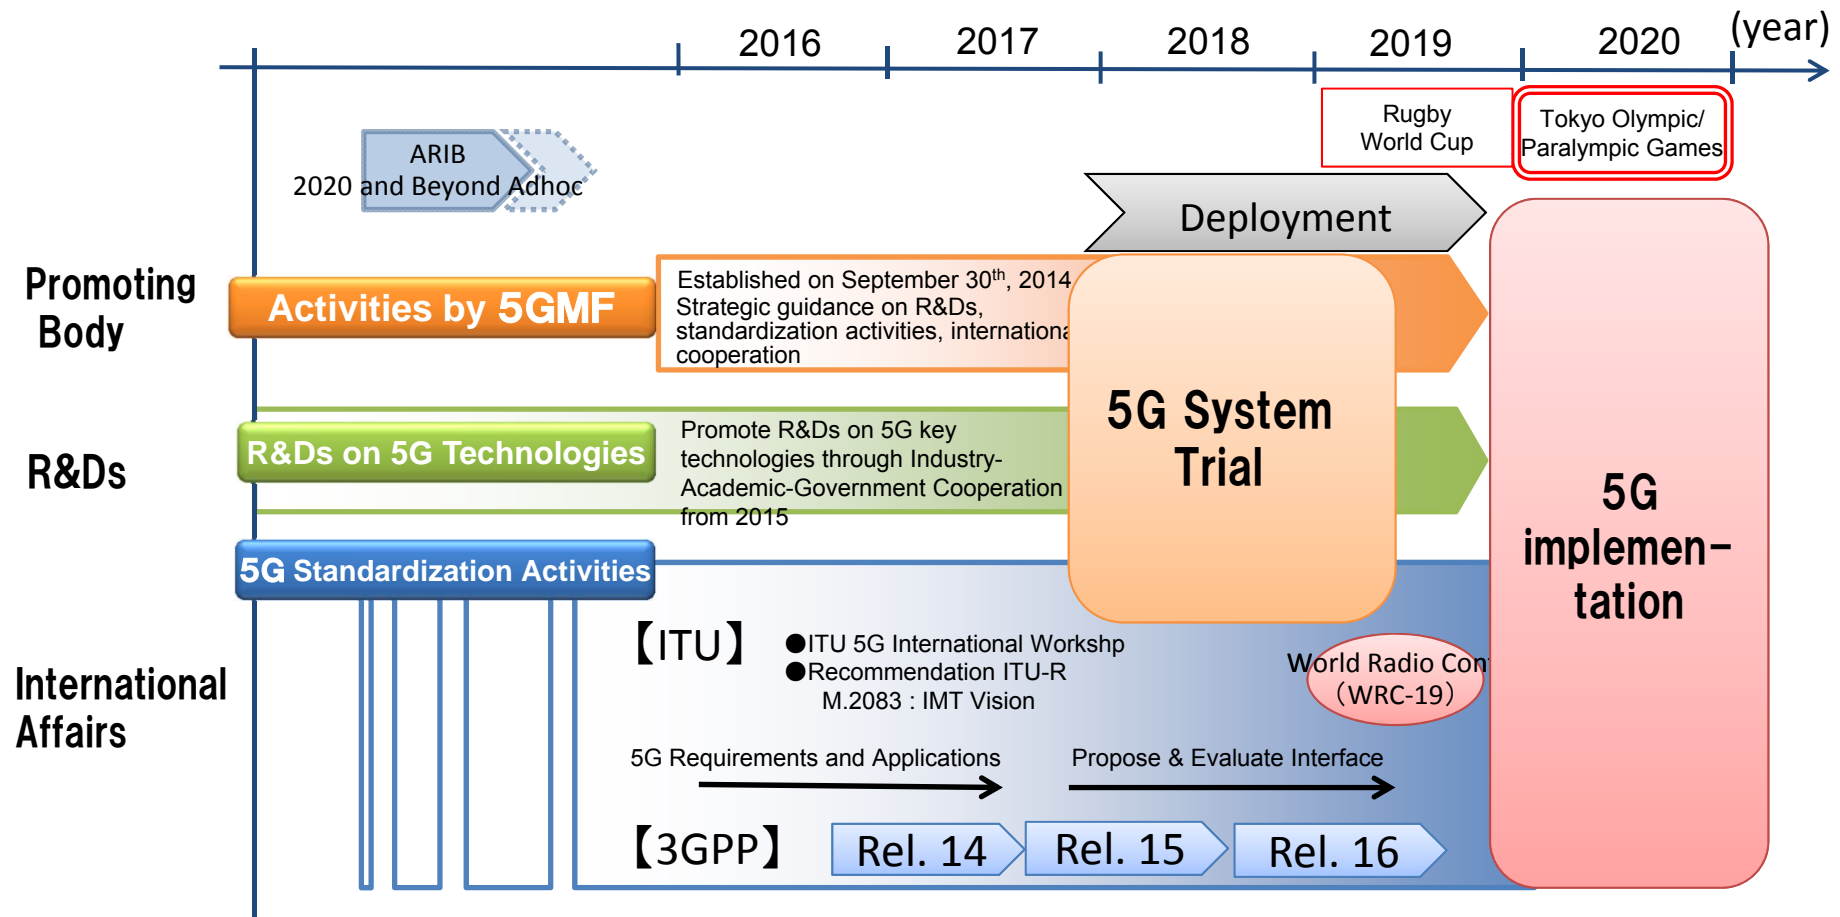 2016 2017 2018 2019 2020 (year)
Rugby
World Cup
Tokyo Olympic/
Paralympic Games
ARIB
2020 and Beyond Adhoc
Deployment
Promoting
Body
Activities by 5GMF
Established on September 30th, 2014
Strategic guidance on R&Ds,
standardization activities, internationa
cooperation
5G System
Trial
R&Ds
R&Ds on 5G Technologies
Promote R&Ds on 5G key
technologies through Industry-
Academic-Government Cooperation
from 2015
5G
implemen-
tation
International
Affairs
5G Standardization Activities
【ITU】
●ITU 5G International Workshp
●Recommendation ITU-R
M.2083 : IMT Vision
World Radio Con
（WRC-19）
5G Requirements and Applications
Propose & Evaluate Interface
【3GPP】
Rel. 14
Rel. 15
Rel. 16